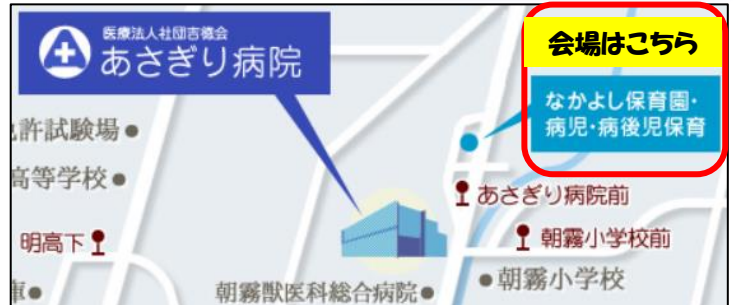 医療法人社団吉徳会
あさぎり病院
会場はこちら
なかよし保育園・
病児・病後児保育
許試験場
高等学校
あさぎり病院前
明高下
朝霧小学校前
朝霧獣医科総合病院
朝霧小学校